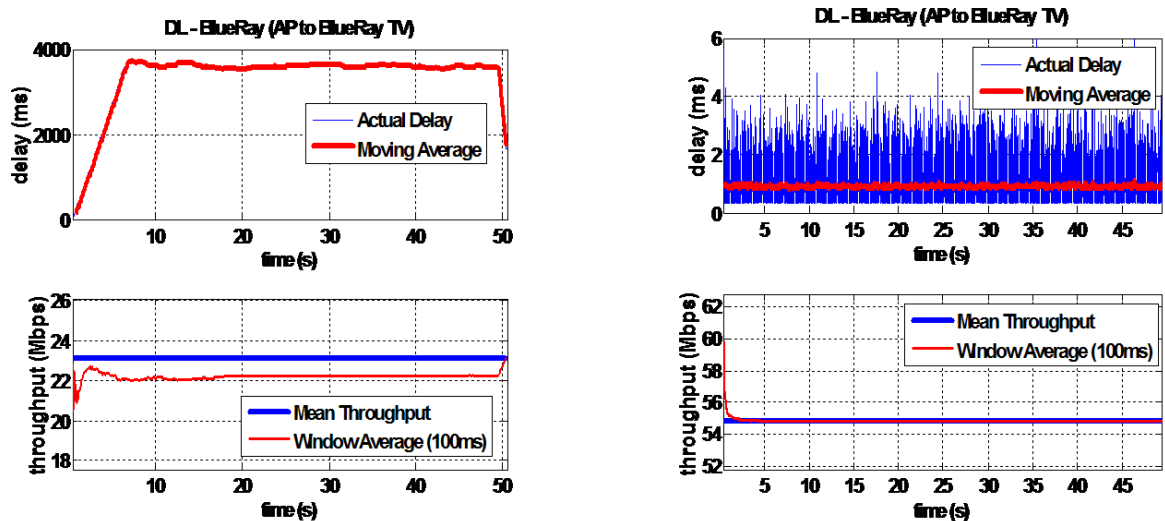 DL - BlueRay (AP to BlueRay TV)
delay (ms)
4000
2000
0
Actual Delay
Moving Average
10 20 30 40 50
time (s)
DL - BlueRay (AP to BlueRay TV)
delay (ms)
6
4
2
0
Actual Delay
Moving Average
5 10 15 20 25 30 35 40 45
time (s)
throughput (Mbps)
26
24
23
22
20
18
Mean Throughput
Window Average (100ms)
10 20 30 40 50
time (s)
throughput (Mbps)
62
60
58
56
55
54
52
Mean Throughput
Window Average (100ms)
5 10 15 20 25 30 35 40 45
time (s)